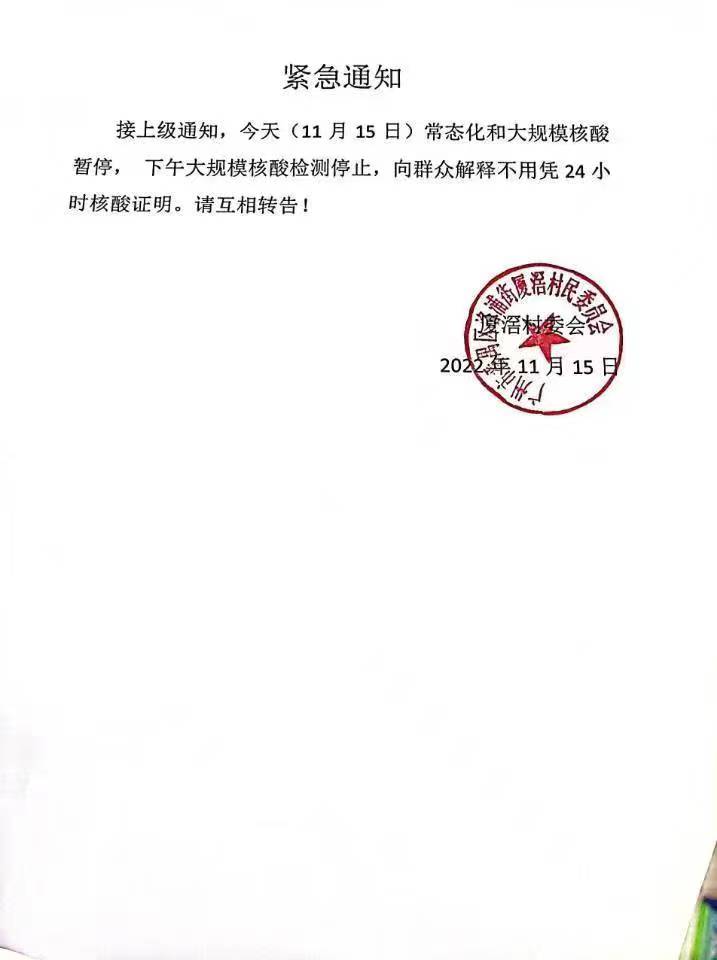 紧急通知
接上级通知，今天（11 月 15 日）常态化和大规模核酸
暂停， 下午大规模核酸检测停止，向群众解释不用凭 24 小
时核酸证明。请互相转告！
广州市番禺区洛浦街厦滘村民委员会
厦滘村委会
2022 年 11 月 15 日